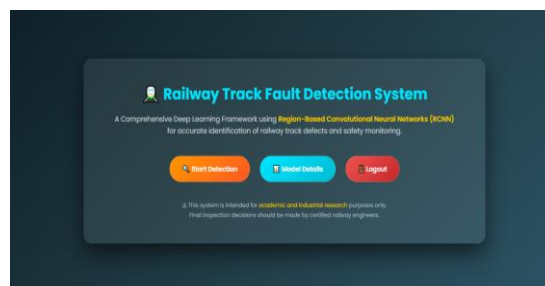 Railway Track Fault Detection System
A Comprehensive Deep Learning Framework using Region-Based Convolutional Neural Networks (RCNN)
for accurate identification of railway track defects and safety monitoring.
Start Detection
Model Details
Logout
⚠ This system is intended for academic and industrial research purposes only.
Final inspection decisions should be made by certified railway engineers.